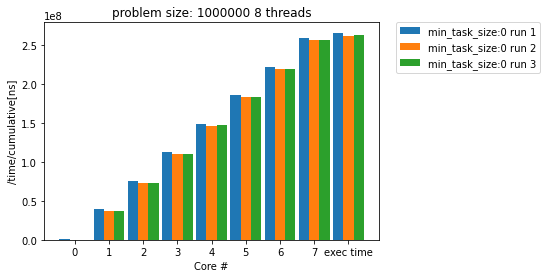 problem size: 1000000 8 threads
1e8
2.5
2.0
1.5
1.0
0.5
0.0
/time/cumulative[ns]
0 1 2 3 4 5 6 7 exec time
Core #
min_task_size:0 run 1
min_task_size:0 run 2
min_task_size:0 run 3